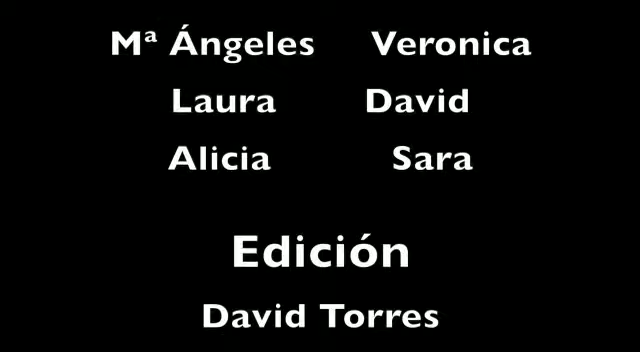 Mª Ángeles Veronica
Laura David
Alicia Sara
Edición
David Torres